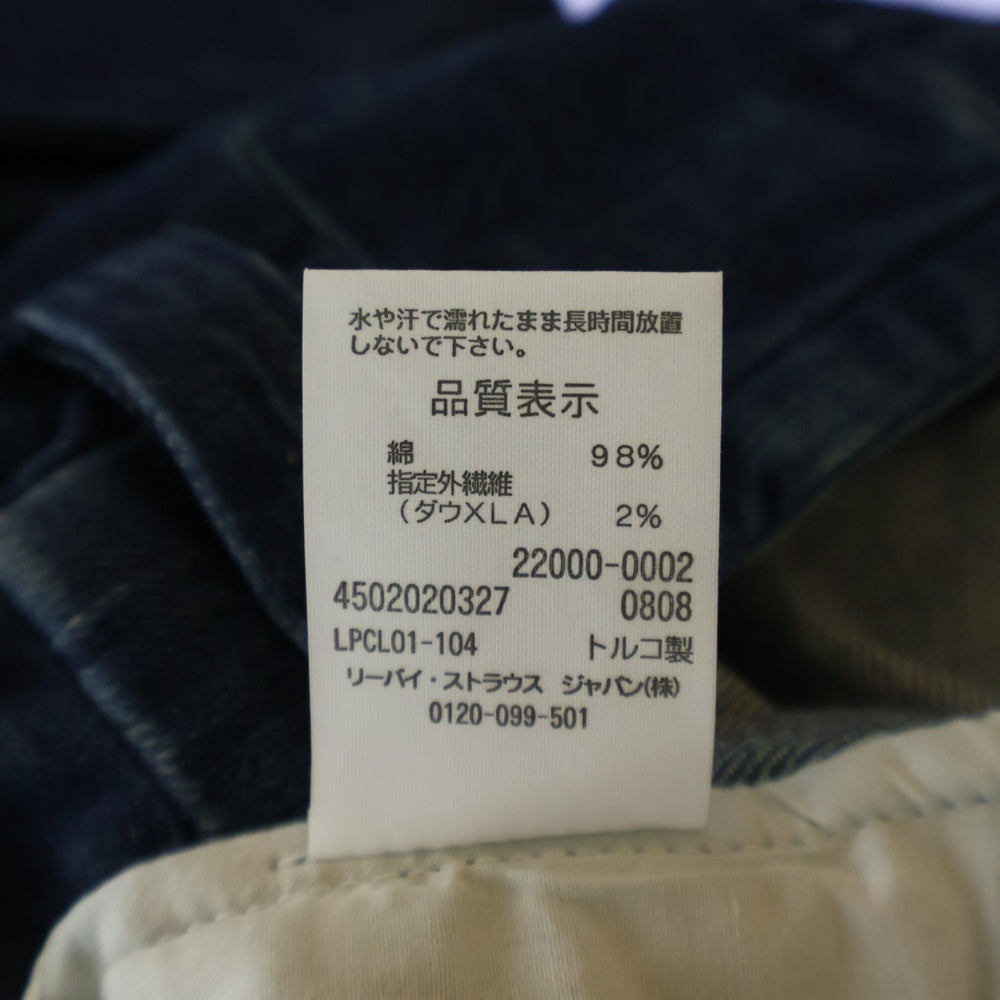 水や汗で濡れたまま長時間放置
しないで下さい。
品質表示
綿 98%
指定外繊維
（ダウXLA） 2%
22000-0002
4502020327 0808
LPCL01-104 トルコ製
リーバイ・ストラウス ジャパン(株)
0120-099-501